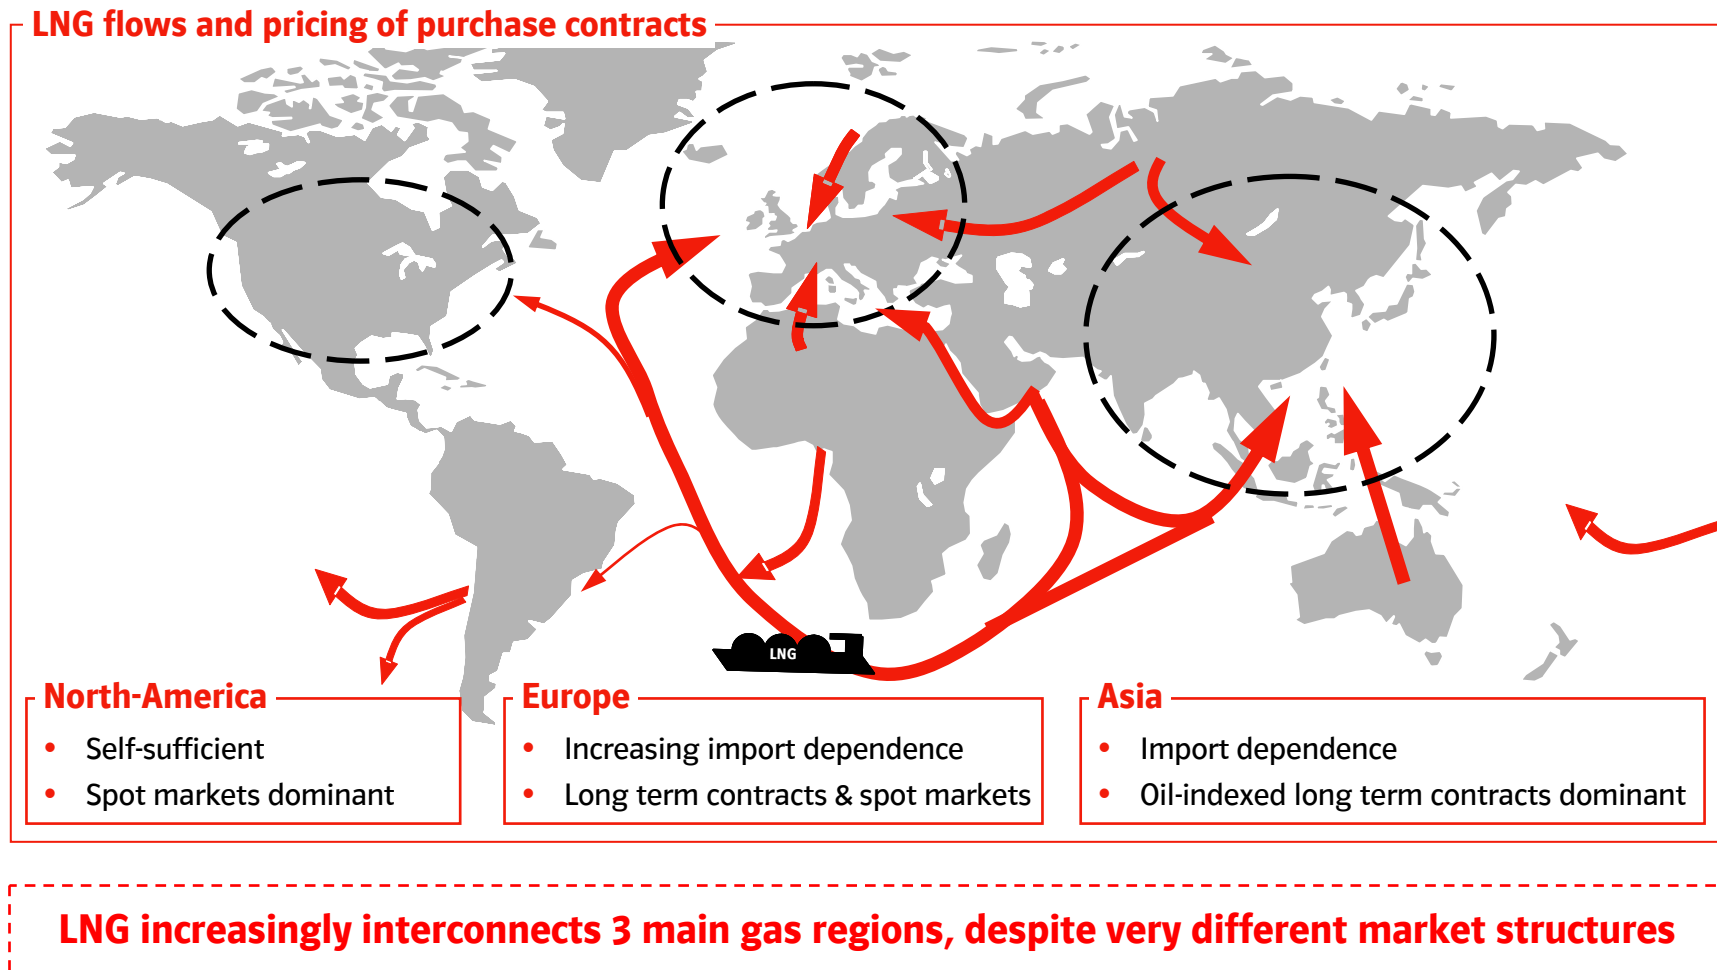 LNG flows and pricing of purchase contracts
LNG
North-America
• Self-sufficient
• Spot markets dominant
Europe
• Increasing import dependence
• Long term contracts & spot markets
Asia
• Import dependence
• Oil-indexed long term contracts dominant
LNG increasingly interconnects 3 main gas regions, despite very different market structures